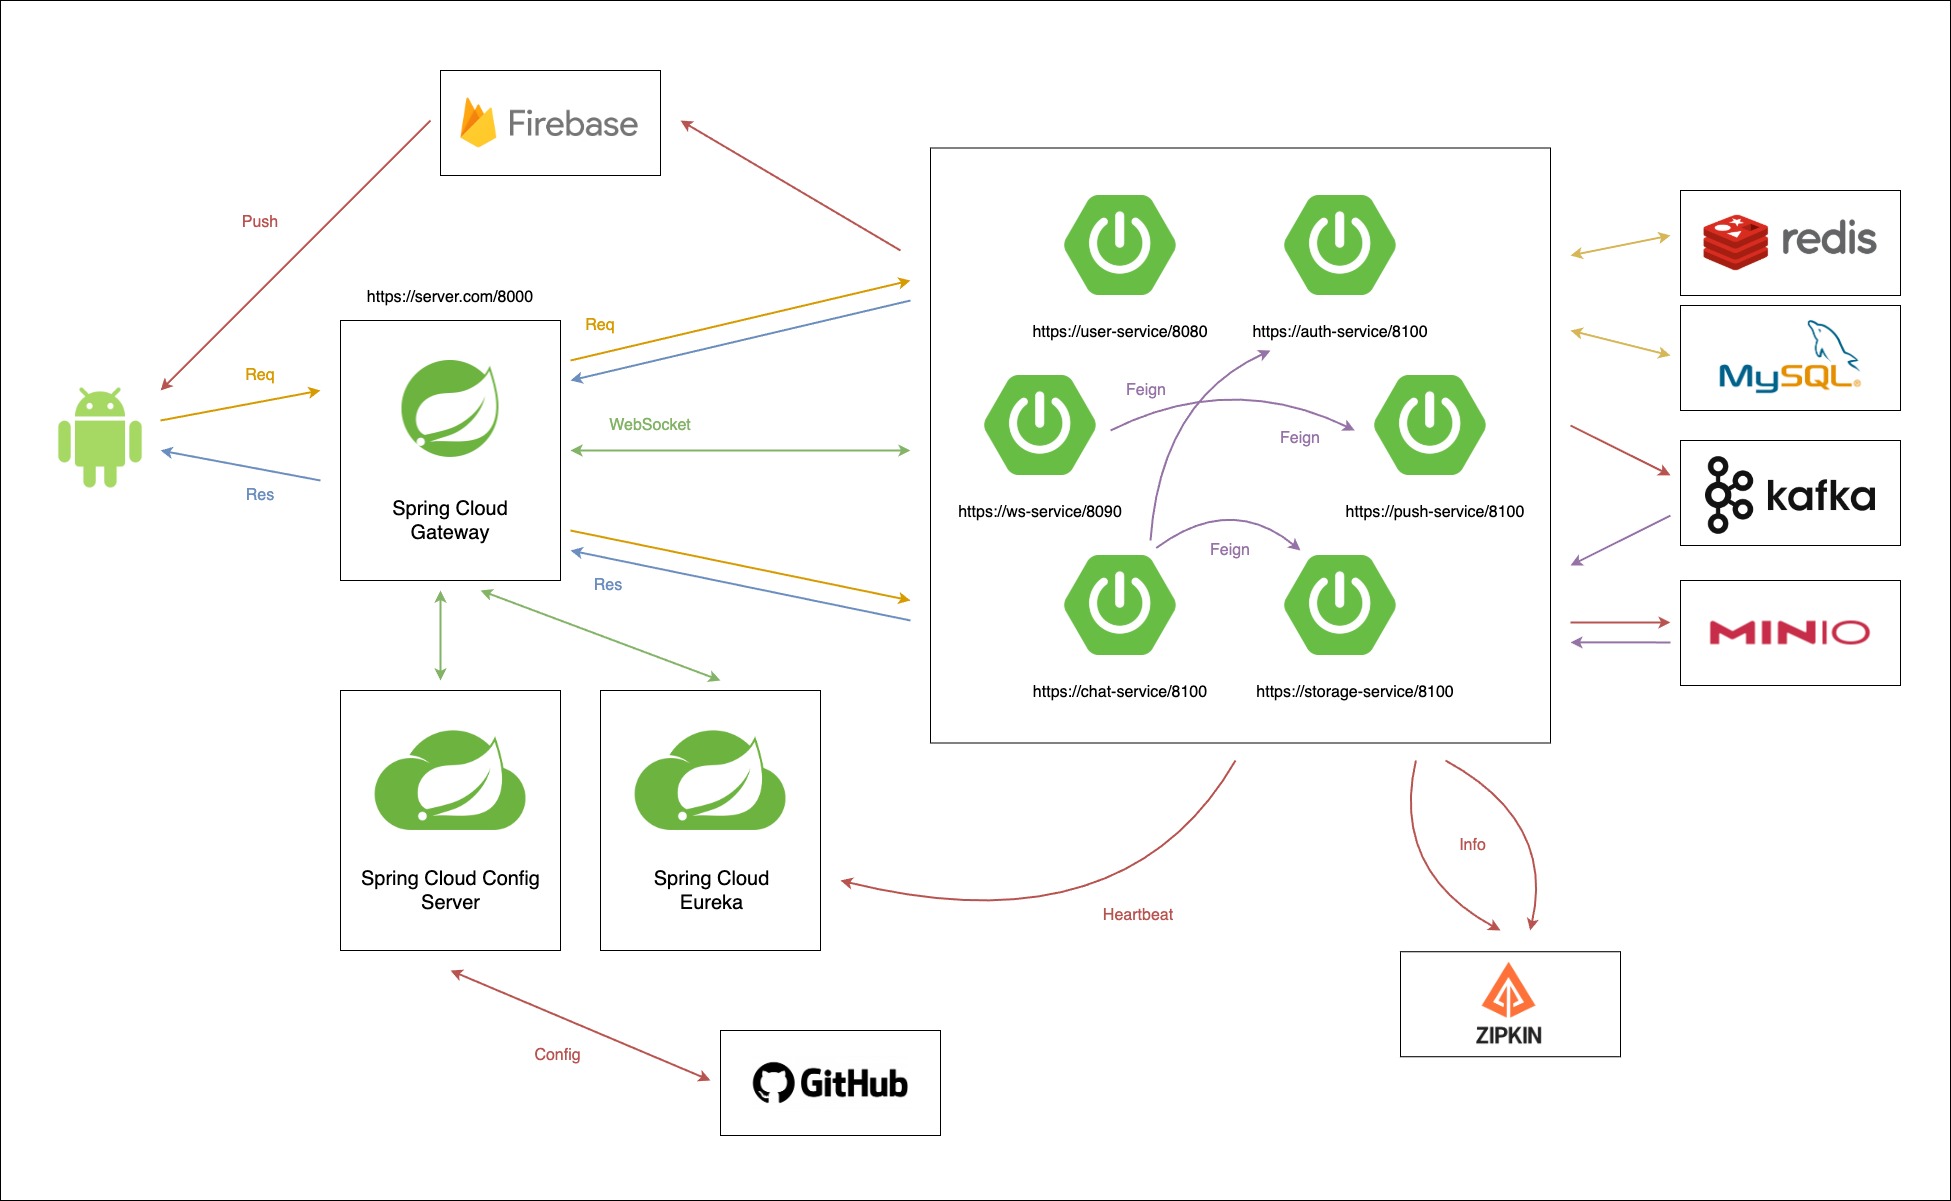 Firebase
Push
https://server.com/8000
Req
Req
Res
Spring Cloud
Gateway
WebSocket
Res
https://user-service/8080
https://auth-service/8100
Feign
Feign
https://ws-service/8090
https://push-service/8100
Feign
https://chat-service/8100
https://storage-service/8100
redis
MySQL®
kafka
MINIO
Spring Cloud Config
Server
Spring Cloud
Eureka
Heartbeat
Info
Config
GitHub
ZIPKIN